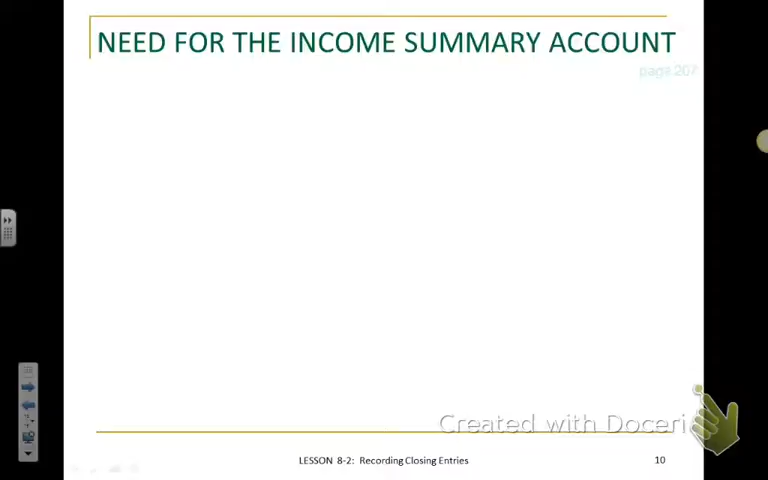 NEED FOR THE INCOME SUMMARY ACCOUNT
page 207
Created with Doceri
LESSON 8-2: Recording Closing Entries
10